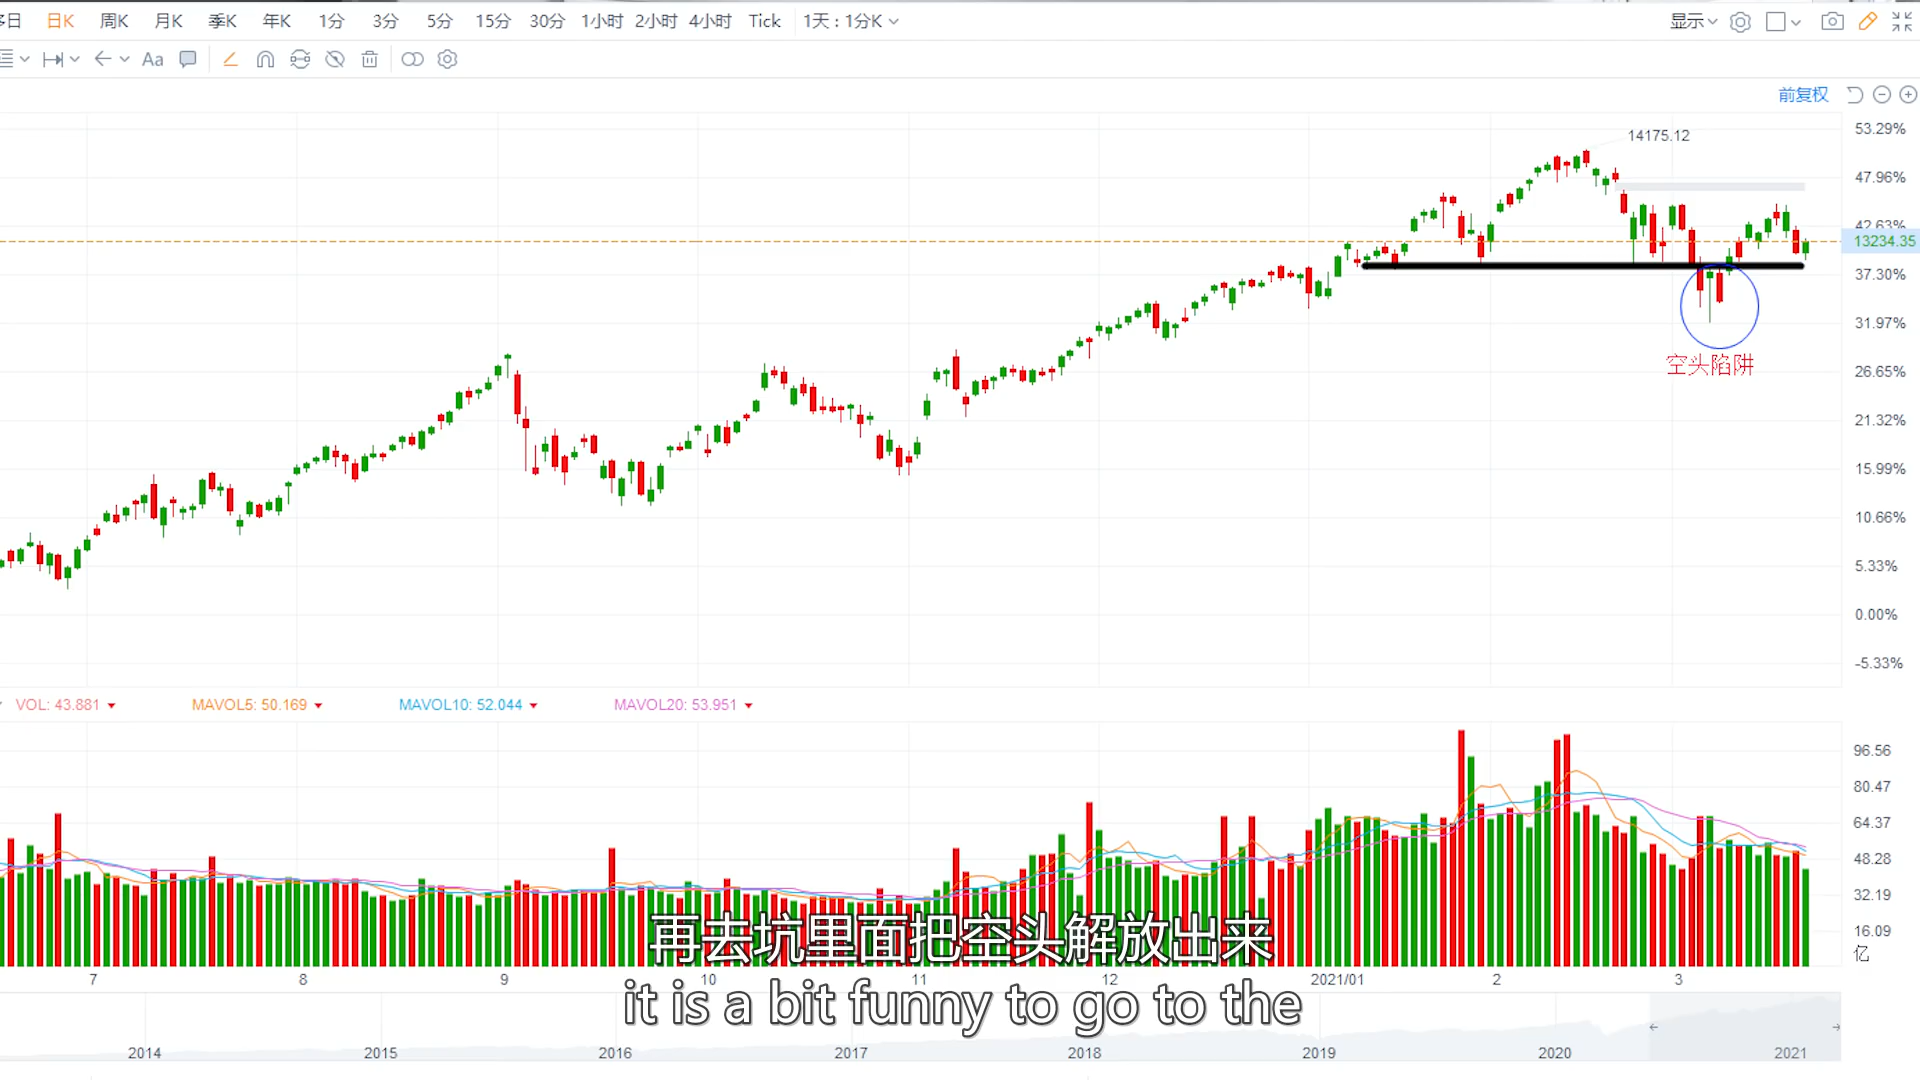 多日 日K 周K 月K 季K 年K 1分 3分 5分 15分 30分 1小时 2小时 4小时 Tick 1天 : 1分K 显示
Aa
前复权
14175.12
53.29%
47.96%
42.63%
13234.35
37.30%
31.97%
空头陷阱
26.65%
21.32%
15.99%
10.66%
5.33%
0.00%
-5.33%
VOL: 43.881 MAVOL5: 50.169 MAVOL10: 52.044 MAVOL20: 53.951
96.56
80.47
64.37
48.28
32.19
16.09
亿
再去坑里面把空头解放出来
7 8 9 10 11 12 2021/01 2 3
it is a bit funny to go to the
2014 2015 2016 2017 2018 2019 2020 2021